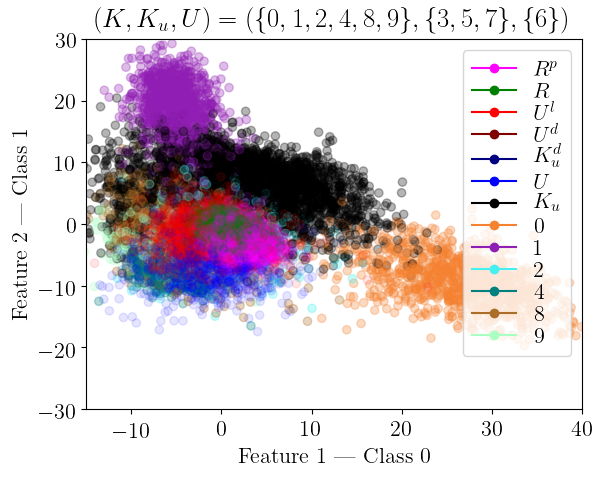 (K, K_u, U) = ({0, 1, 2, 4, 8, 9}, {3, 5, 7}, {6})
30
20
10
0
−10
−20
−30
−10
0
10
20
30
40
Feature 2 — Class 1
Feature 1 — Class 0
R^p
R
U^l
U^d
K_u^d
U
K_u
0
1
2
4
8
9